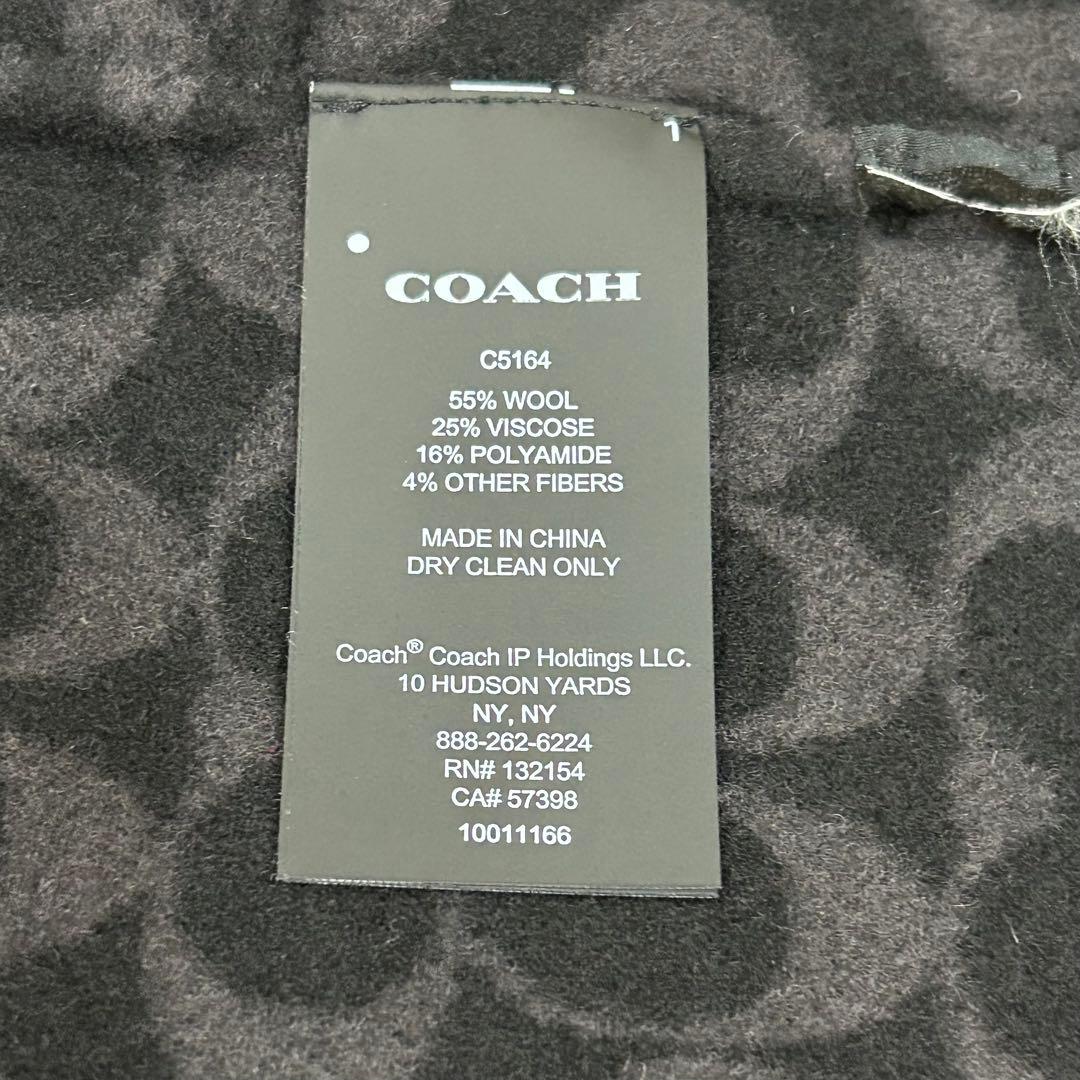 1
COACH
C5164
55% WOOL
25% VISCOSE
16% POLYAMIDE
4% OTHER FIBERS
MADE IN CHINA
DRY CLEAN ONLY
Coach® Coach IP Holdings LLC.
10 HUDSON YARDS
NY, NY
888-262-6224
RN# 132154
CA# 57398
10011166